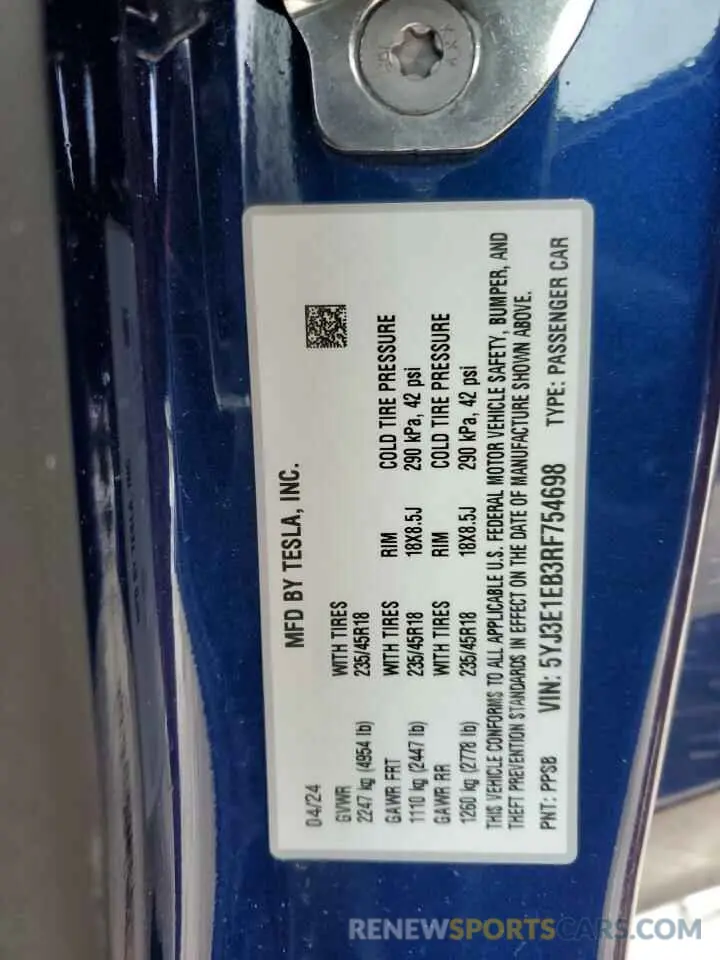 MFD BY TESLA, INC.
04/24
GVWR WITH TIRES RIM COLD TIRE PRESSURE
2247 kg (4954 lb) 235/45R18
GAWR FRT WITH TIRES RIM COLD TIRE PRESSURE
1110 kg (2447 lb) 235/45R18 18X8.5J 290 kPa, 42 psi
GAWR RR WITH TIRES RIM COLD TIRE PRESSURE
1260 kg (2778 lb) 235/45R18 18X8.5J 290 kPa, 42 psi
THIS VEHICLE CONFORMS TO ALL APPLICABLE U.S. FEDERAL MOTOR VEHICLE SAFETY, BUMPER, AND
THEFT PREVENTION STANDARDS IN EFFECT ON THE DATE OF MANUFACTURE SHOWN ABOVE.
PNT: PPSB VIN: 5YJ3E1EB3RF754698 TYPE: PASSENGER CAR
RENEWSPORTSCARS.COM